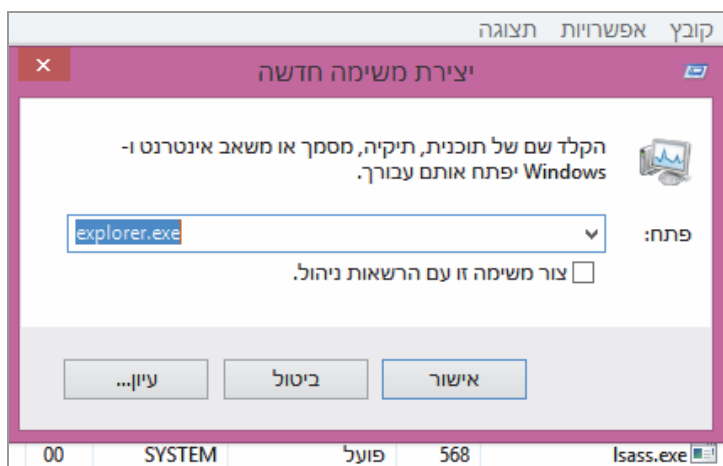 קובץ אפשרויות תצוגה
יצירת משימה חדשה
הקלד שם של תוכנית, תיקיה, מסמך או משאב אינטרנט ו-
Windows יפתח אותם עבורך.
פתח: explorer.exe
צור משימה זו עם הרשאות ניהול.
אישור ביטול עיון...
lsass.exe 568 פועל SYSTEM 00